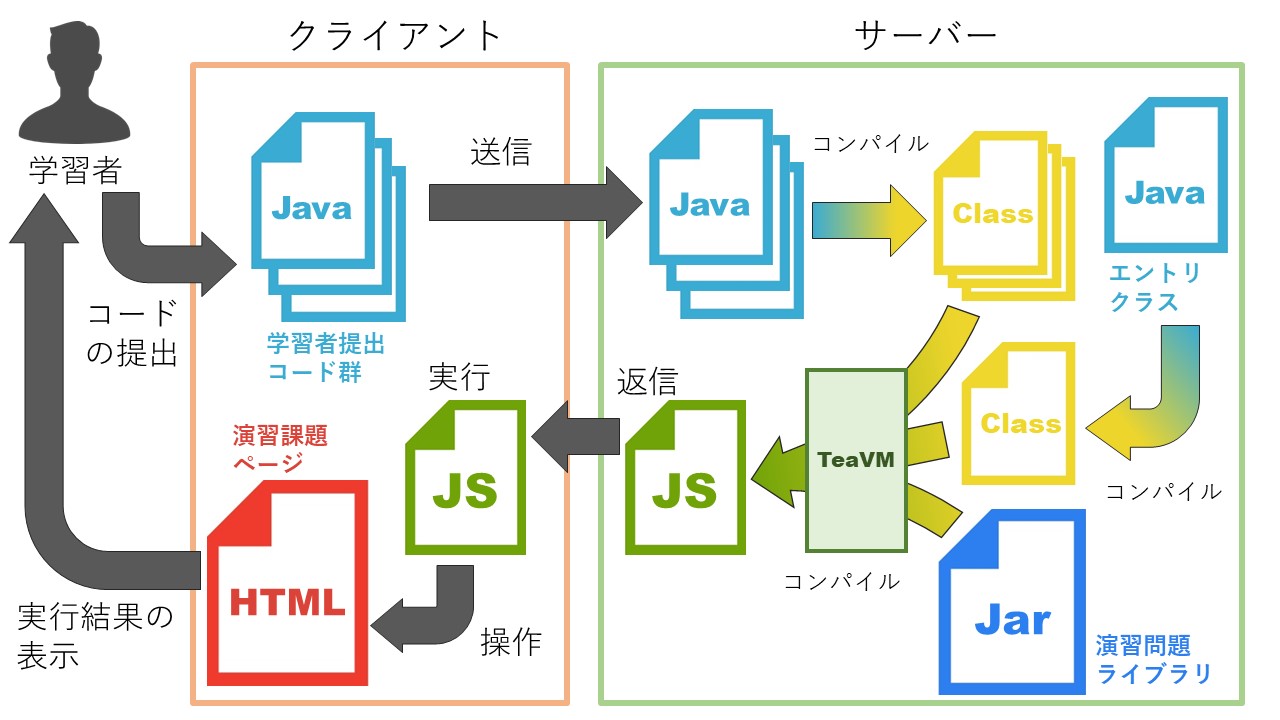 クライアント
サーバー
学習者
コード
の提出
Java
学習者提出
コード群
送信
Java
コンパイル
Class
Java
エントリ
クラス
コンパイル
Class
Jar
演習問題
ライブラリ
TeaVM
コンパイル
JS
返信
JS
実行
操作
演習課題
ページ
HTML
実行結果の
表示